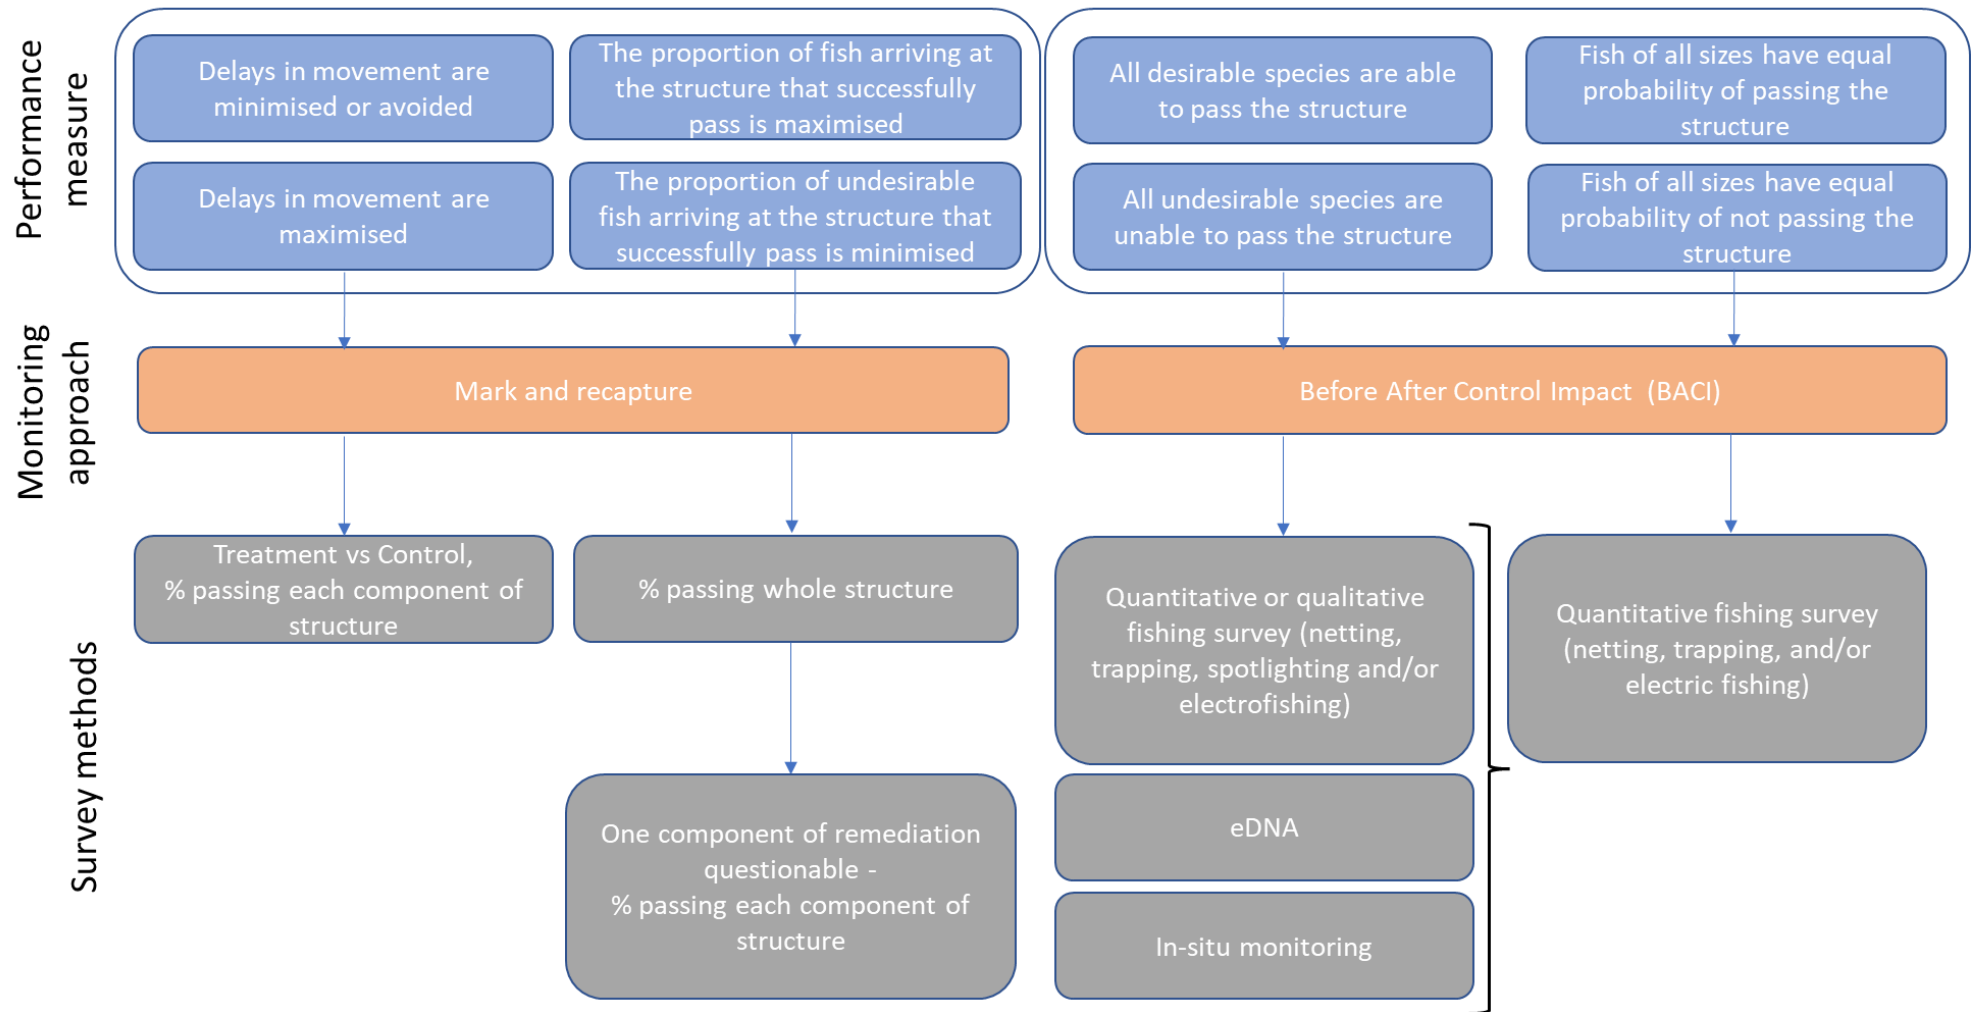 Performance
measure
Delays in movement are
minimised or avoided
The proportion of fish arriving at
the structure that successfully
pass is maximised
All desirable species are able
to pass the structure
Fish of all sizes have equal
probability of passing the
structure
Delays in movement are
maximised
The proportion of undesirable
fish arriving at the structure that
successfully pass is minimised
All undesirable species are
unable to pass the structure
Fish of all sizes have equal
probability of not passing the
structure
Monitoring
approach
Mark and recapture
Before After Control Impact (BACI)
Survey methods
Treatment vs Control,
% passing each component of
structure
% passing whole structure
Quantitative or qualitative
fishing survey (netting,
trapping, spotlighting and/or
electrofishing)
Quantitative fishing survey
(netting, trapping, and/or
electric fishing)
One component of remediation
questionable -
% passing each component of
structure
eDNA
In-situ monitoring